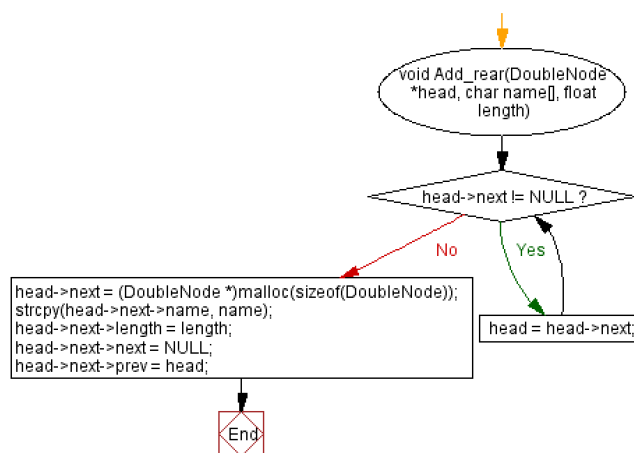 void Add_rear(DoubleNode
*head, char name[], float
length)
head->next != NULL ?
No
Yes
head->next = (DoubleNode *)malloc(sizeof(DoubleNode));
strcpy(head->next->name, name);
head->next->length = length;
head->next->next = NULL;
head->next->prev = head;
head = head->next;
End